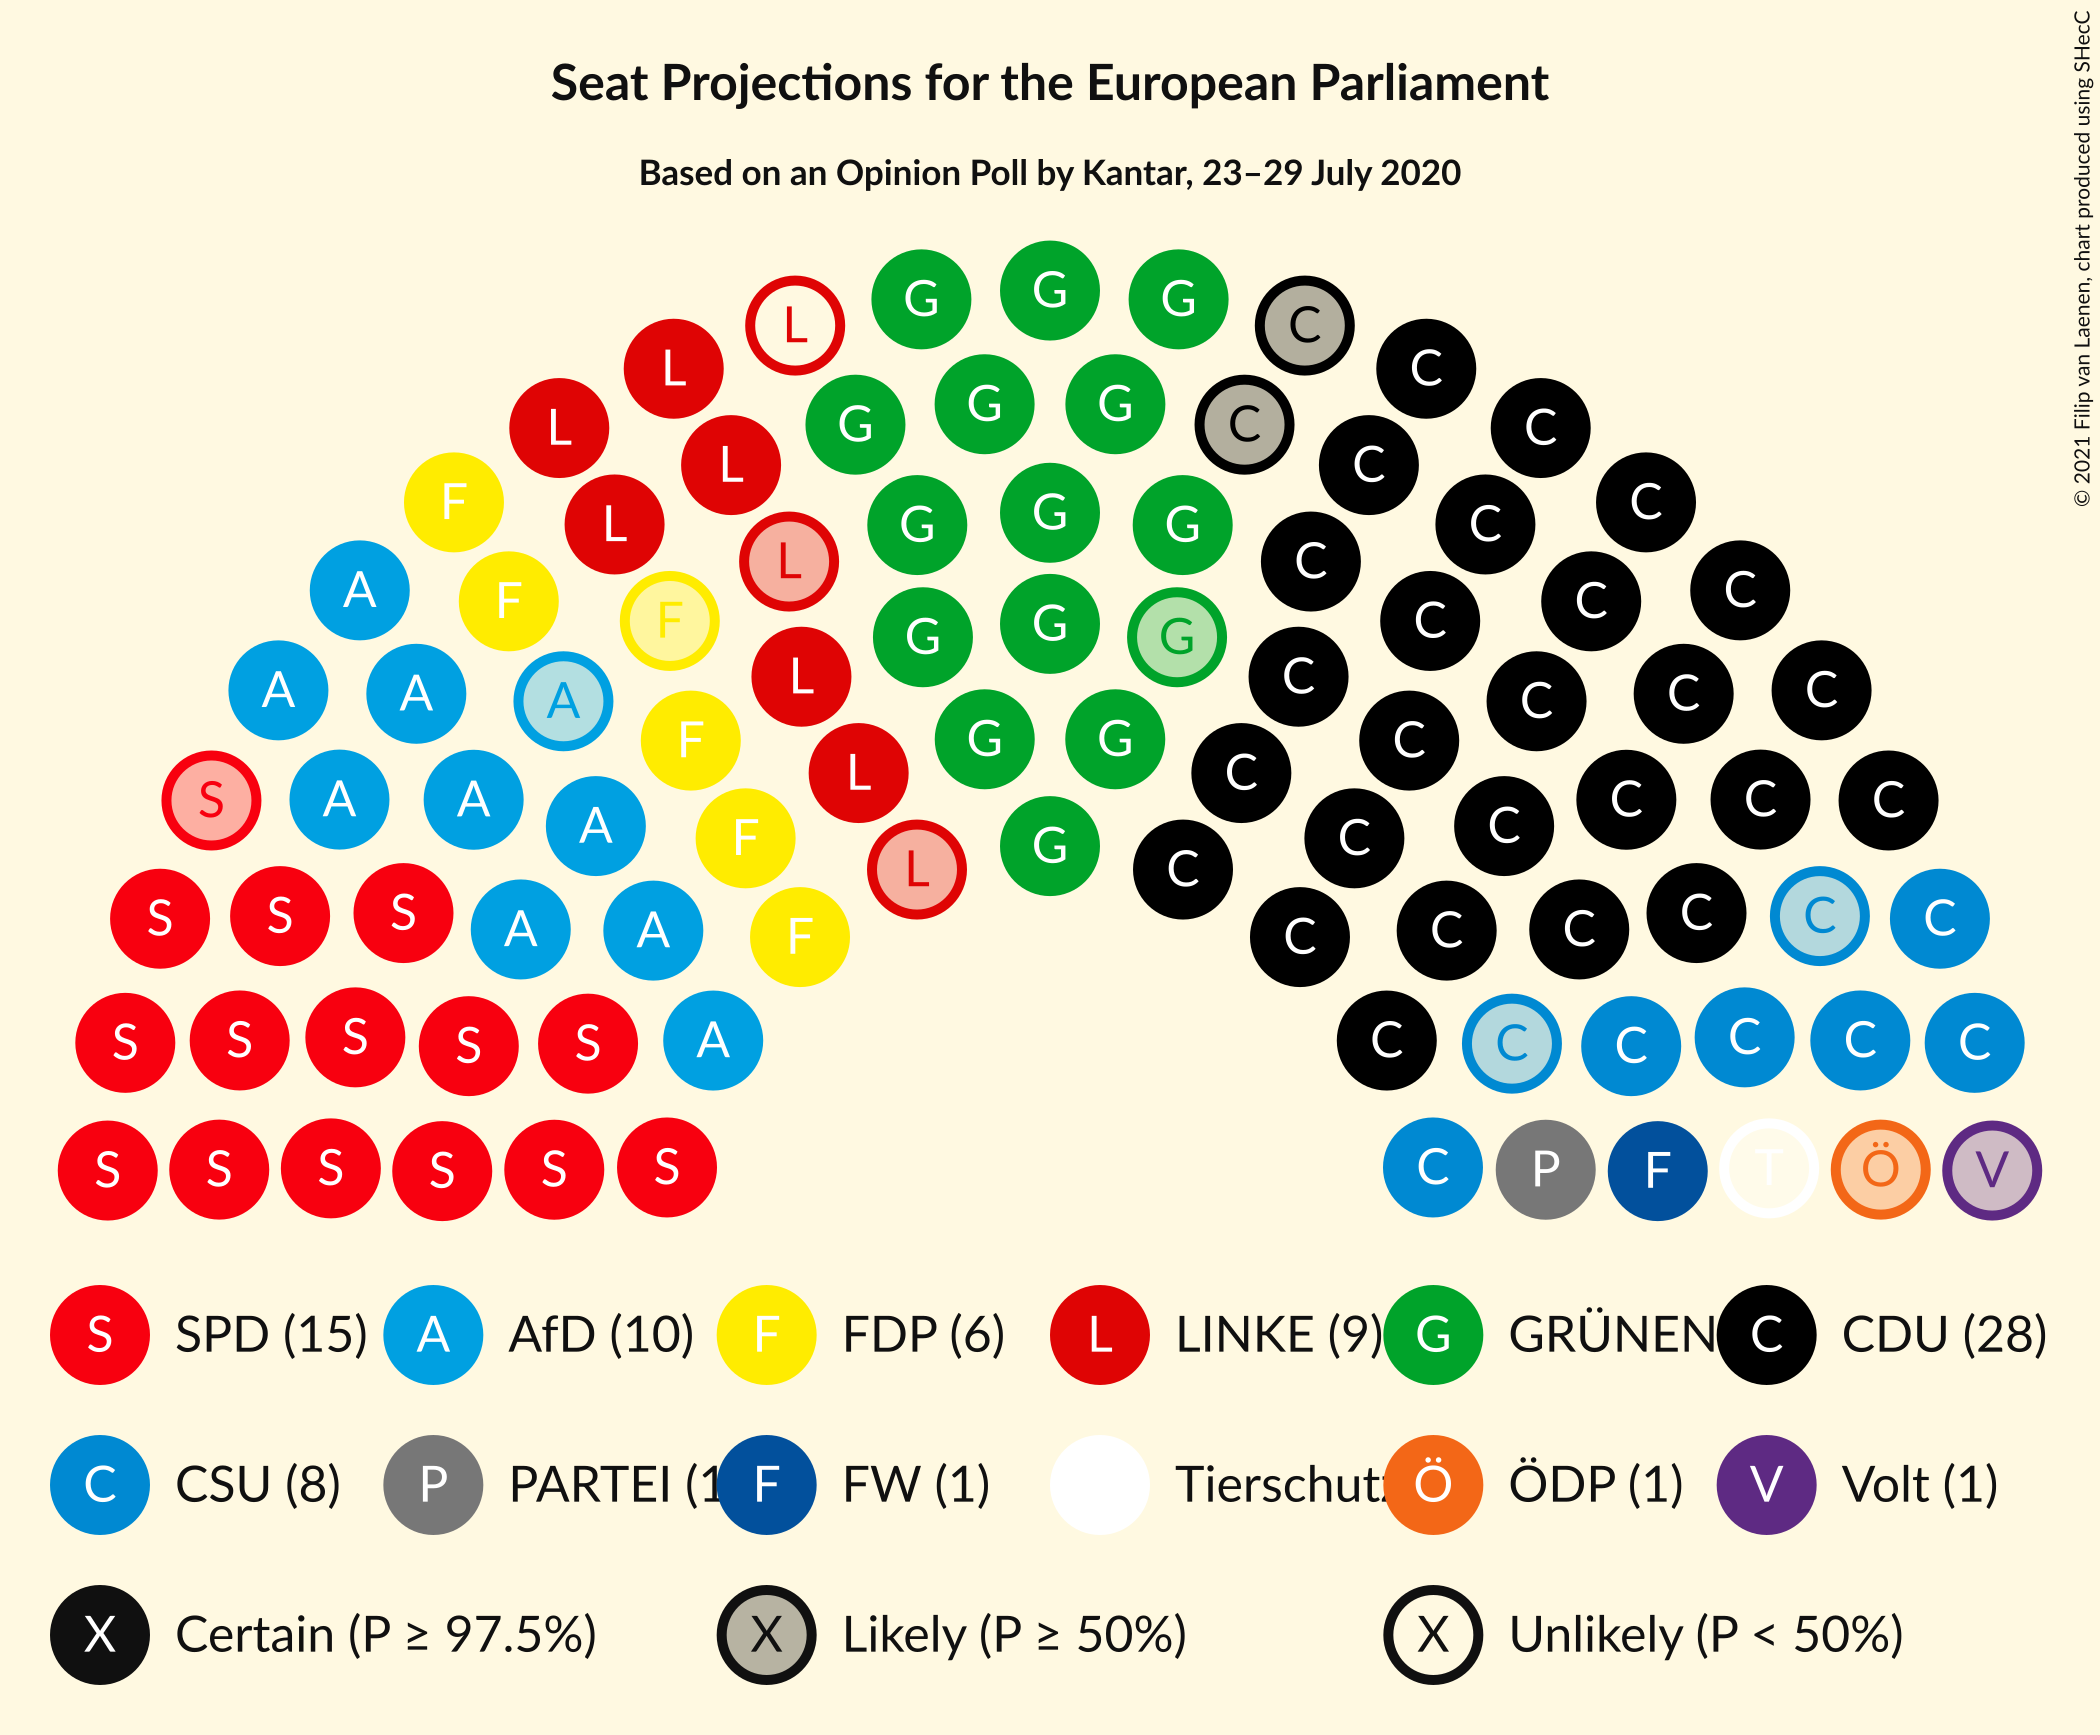 Seat Projections for the European Parliament
Based on an Opinion Poll by Kantar, 23–29 July 2020
© 2021 Filip van Laenen, chart produced using SHecC
G G G
L C
L C
G G G
L C
L C
G C
F C
L G G G C
L C
A F F L G G G C C C C
A A A F L C C C C C
S A A A F L G G C C C C C C
S S S A A F L G C C C C C C C C
S S S S S A C C C C C C
S S S S S S C P F T Ö V
S SPD (15) A AfD (10) F FDP (6) L LINKE (9) G GRÜNEN C CDU (28)
C CSU (8) P PARTEI (1 F FW (1) Tierschutz Ö ÖDP (1) V Volt (1)
X Certain (P ≥ 97.5%) X Likely (P ≥ 50%) X Unlikely (P < 50%)